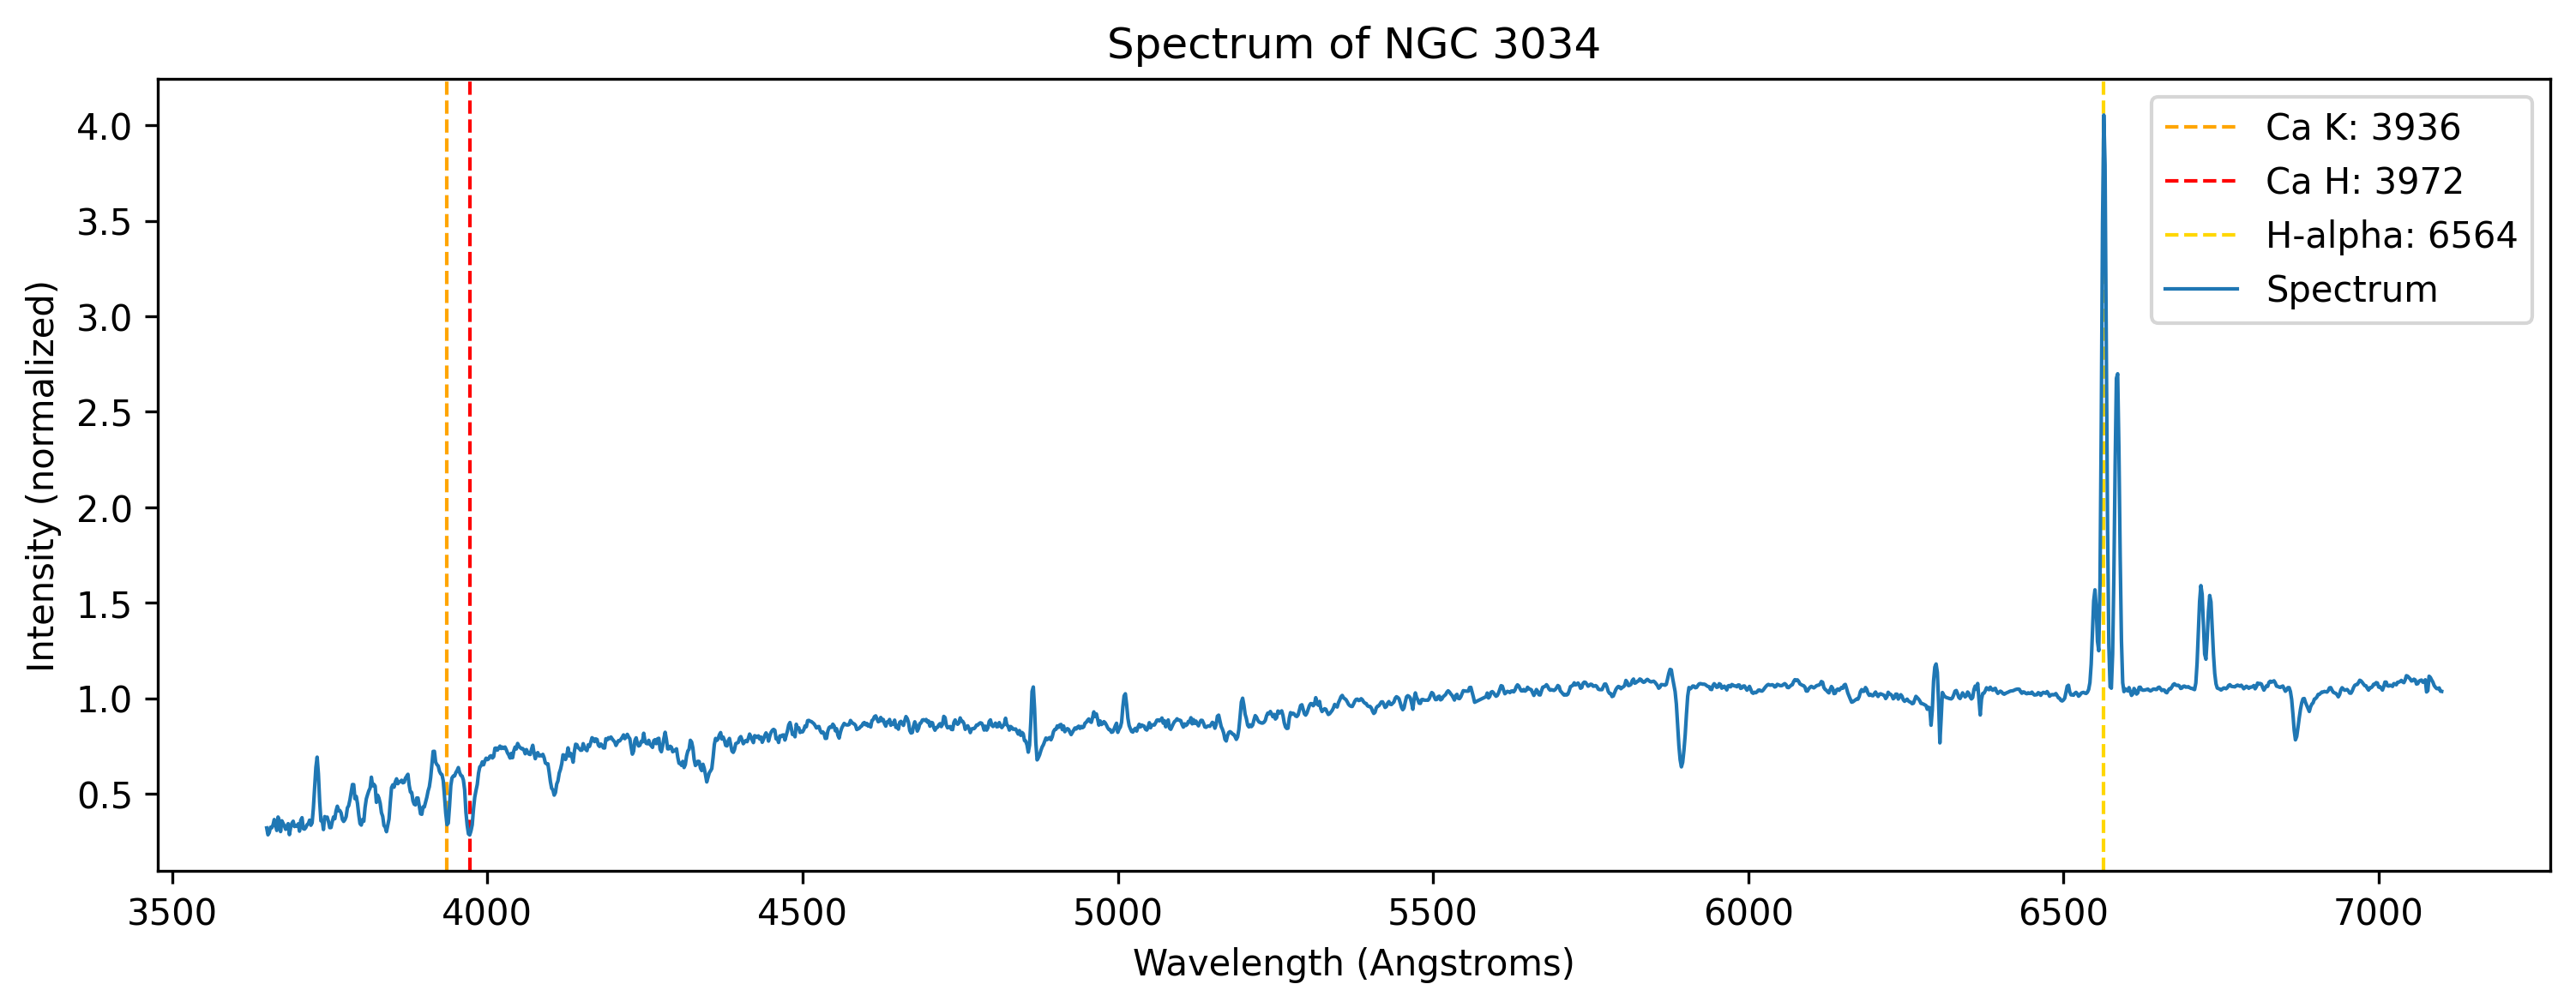 Spectrum of NGC 3034
Intensity (normalized)
4.0
3.5
3.0
2.5
2.0
1.5
1.0
0.5
Ca K: 3936
Ca H: 3972
H-alpha: 6564
Spectrum
3500 4000 4500 5000 5500 6000 6500 7000
Wavelength (Angstroms)